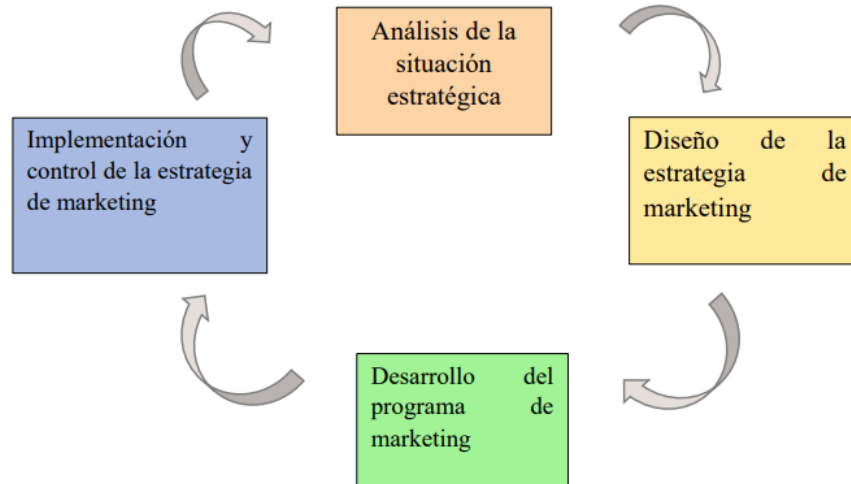 Análisis de la
situación
estratégica
Diseño de la
estrategia de
marketing
Desarrollo del
programa de
marketing
Implementación y
control de la estrategia
de marketing